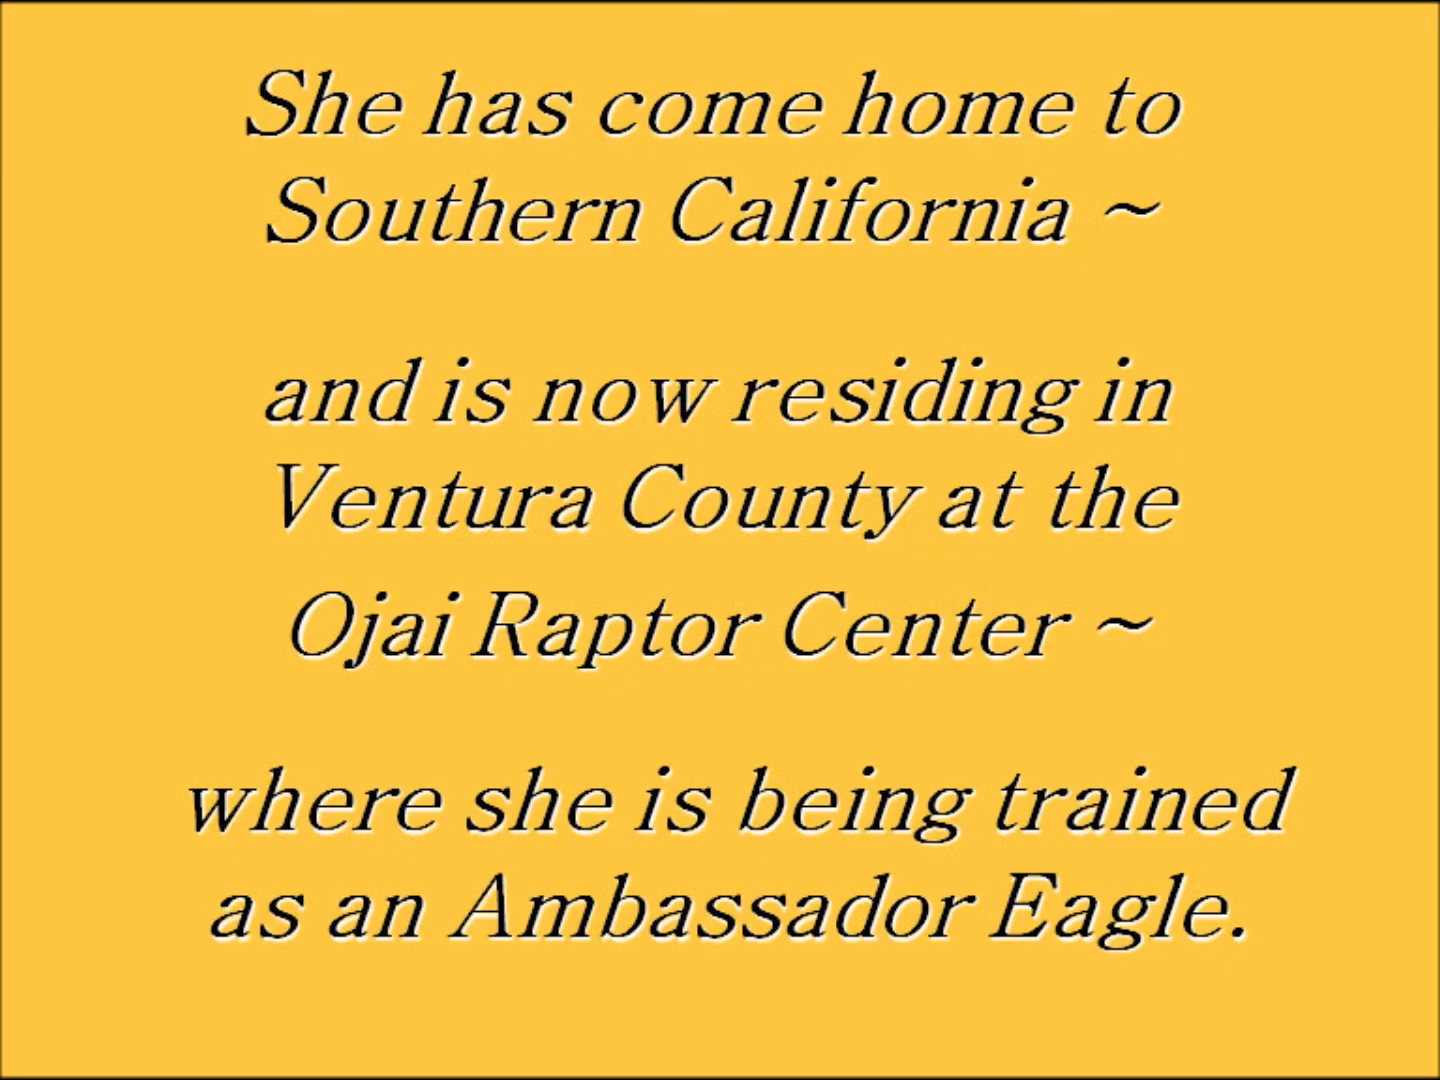 She has come home to
Southern California ~
and is now residing in
Ventura County at the
Ojai Raptor Center ~
where she is being trained
as an Ambassador Eagle.